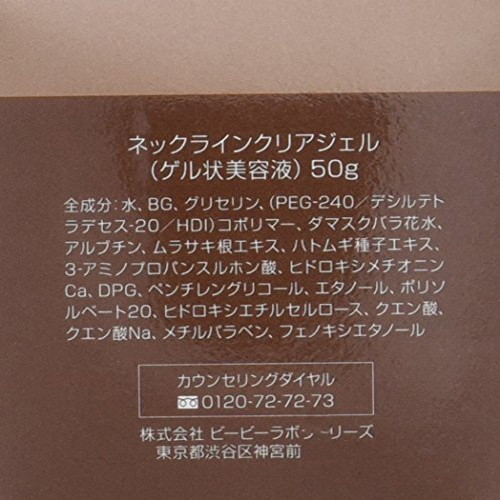 ネックラインクリアジェル
(ゲル状美容液) 50g
全成分：水、BG、グリセリン、(PEG-240／デシルテト
ラデセス-20／HDI)コポリマー、ダマスクバラ花水、
アルブチン、ムラサキ根エキス、ハトムギ種子エキス、
3-アミノプロパンスルホン酸、ヒドロキシメチオニン
Ca、DPG、ペンチレングリコール、エタノール、ポリソ
ルベート20、ヒドロキシエチルセルロース、クエン酸、
クエン酸Na、メチルパラベン、フェノキシエタノール
カウンセリングダイヤル
0120-72-72-73
株式会社 ビービーラボ リーズ
東京都渋谷区神宮前